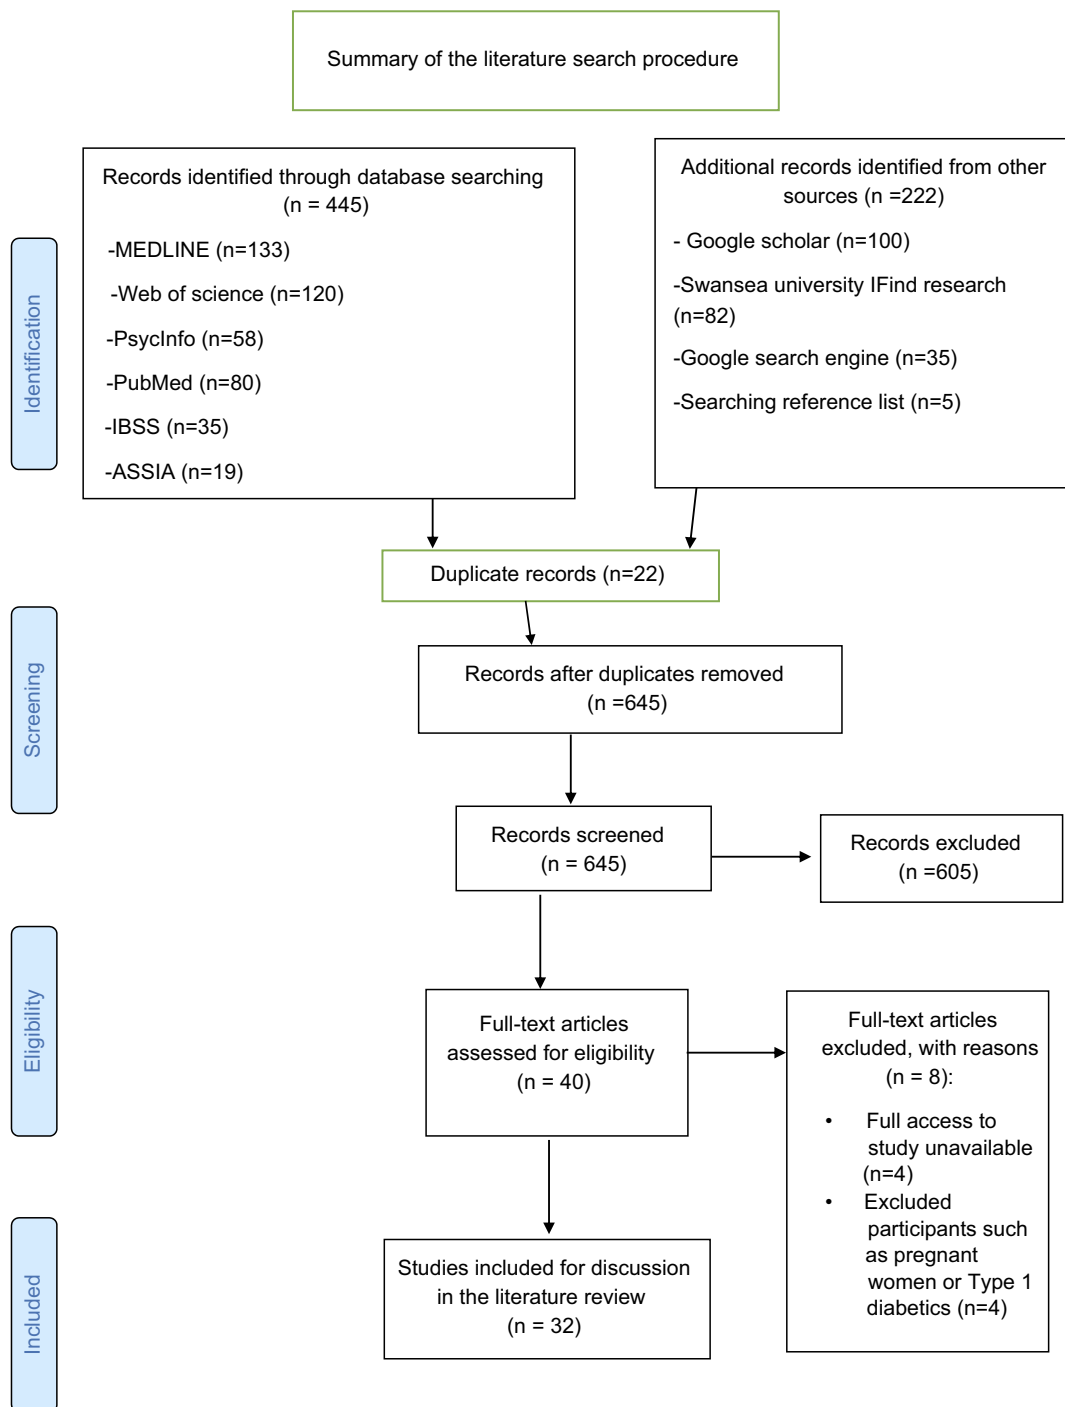 Summary of the literature search procedure
Records identified through database searching
(n = 445)
-MEDLINE (n=133)
-Web of science (n=120)
-PsycInfo (n=58)
-PubMed (n=80)
-IBSS (n=35)
-ASSIA (n=19)
Additional records identified from other
sources (n =222)
- Google scholar (n=100)
-Swansea university IFind research
(n=82)
-Google search engine (n=35)
-Searching reference list (n=5)
Identification
Duplicate records (n=22)
Screening
Records after duplicates removed
(n =645)
Records screened
(n = 645)
Records excluded
(n =605)
Eligibility
Full-text articles
assessed for eligibility
(n = 40)
Full-text articles
excluded, with reasons
(n = 8):
• Full access to
study unavailable
(n=4)
• Excluded
participants such
as pregnant
women or Type 1
diabetics (n=4)
Included
Studies included for discussion
in the literature review
(n = 32)